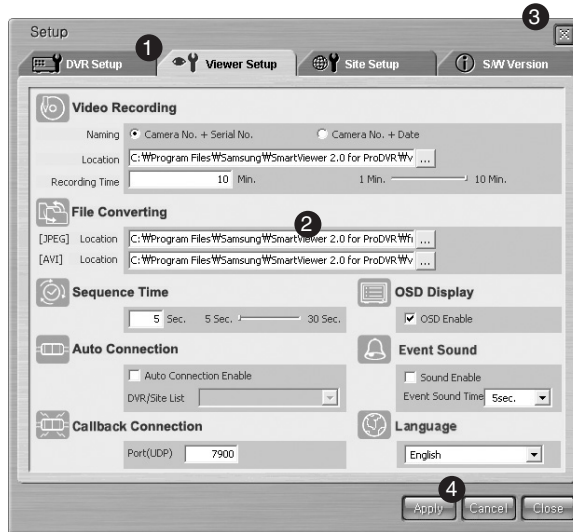 Setup
3
1
DVR Setup
Viewer Setup
Site Setup
S/W Version
Video Recording
Naming Camera No. + Serial No. Camera No. + Date
Location C:₩Program Files₩Samsung₩SmartViewer 2.0 for ProDVR₩v ...
Recording Time 10 Min. 1 Min. 10 Min.
File Converting
2
[JPEG] Location C:₩Program Files₩Samsung₩SmartViewer 2.0 for ProDVR₩fi ...
[AVI] Location C:₩Program Files₩Samsung₩SmartViewer 2.0 for ProDVR₩v ...
Sequence Time
5 Sec. 5 Sec. 30 Sec.
OSD Display
OSD Enable
Auto Connection
Auto Connection Enable
DVR/Site List
Event Sound
Sound Enable
Event Sound Time 5sec.
Callback Connection
Port(UDP) 7900
Language
English
4
Apply Cancel Close